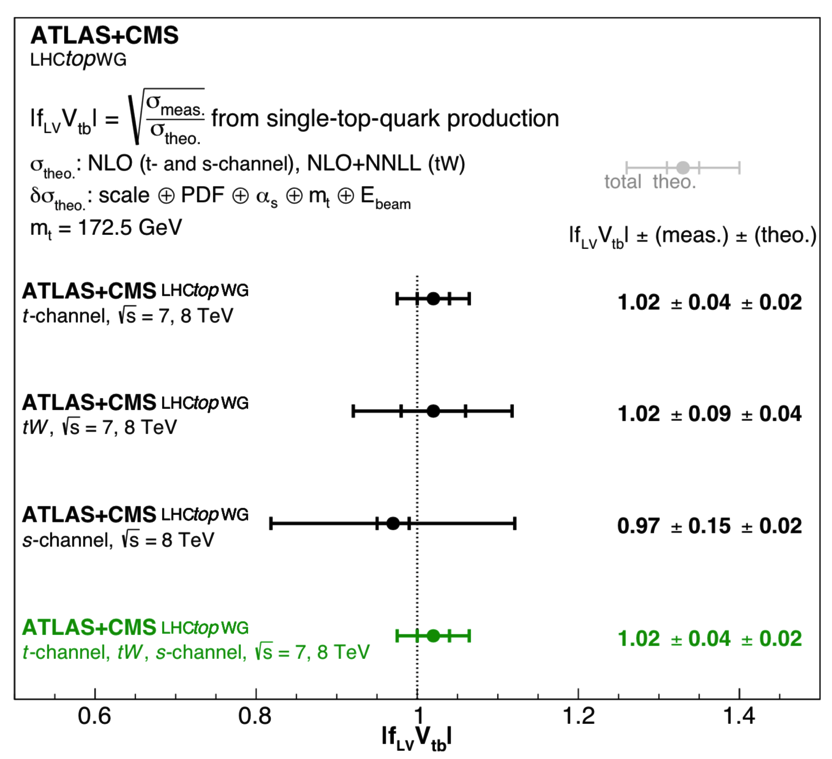 ATLAS+CMS
LHCtopWG
|f_LV V_tb| = √(σ_meas. / σ_theo.) from single-top-quark production
σ_theo.: NLO (t- and s-channel), NLO+NNLL (tW)
δσ_theo.: scale ⊕ PDF ⊕ α_s ⊕ m_t ⊕ E_beam
m_t = 172.5 GeV
total theo.
|f_LV V_tb| ± (meas.) ± (theo.)
ATLAS+CMS LHCtopWG
t-channel, √s = 7, 8 TeV
1.02 ± 0.04 ± 0.02
ATLAS+CMS LHCtopWG
tW, √s = 7, 8 TeV
1.02 ± 0.09 ± 0.04
ATLAS+CMS LHCtopWG
s-channel, √s = 8 TeV
0.97 ± 0.15 ± 0.02
ATLAS+CMS LHCtopWG
t-channel, tW, s-channel, √s = 7, 8 TeV
1.02 ± 0.04 ± 0.02
0.6 0.8 1 1.2 1.4
|f_LV V_tb|